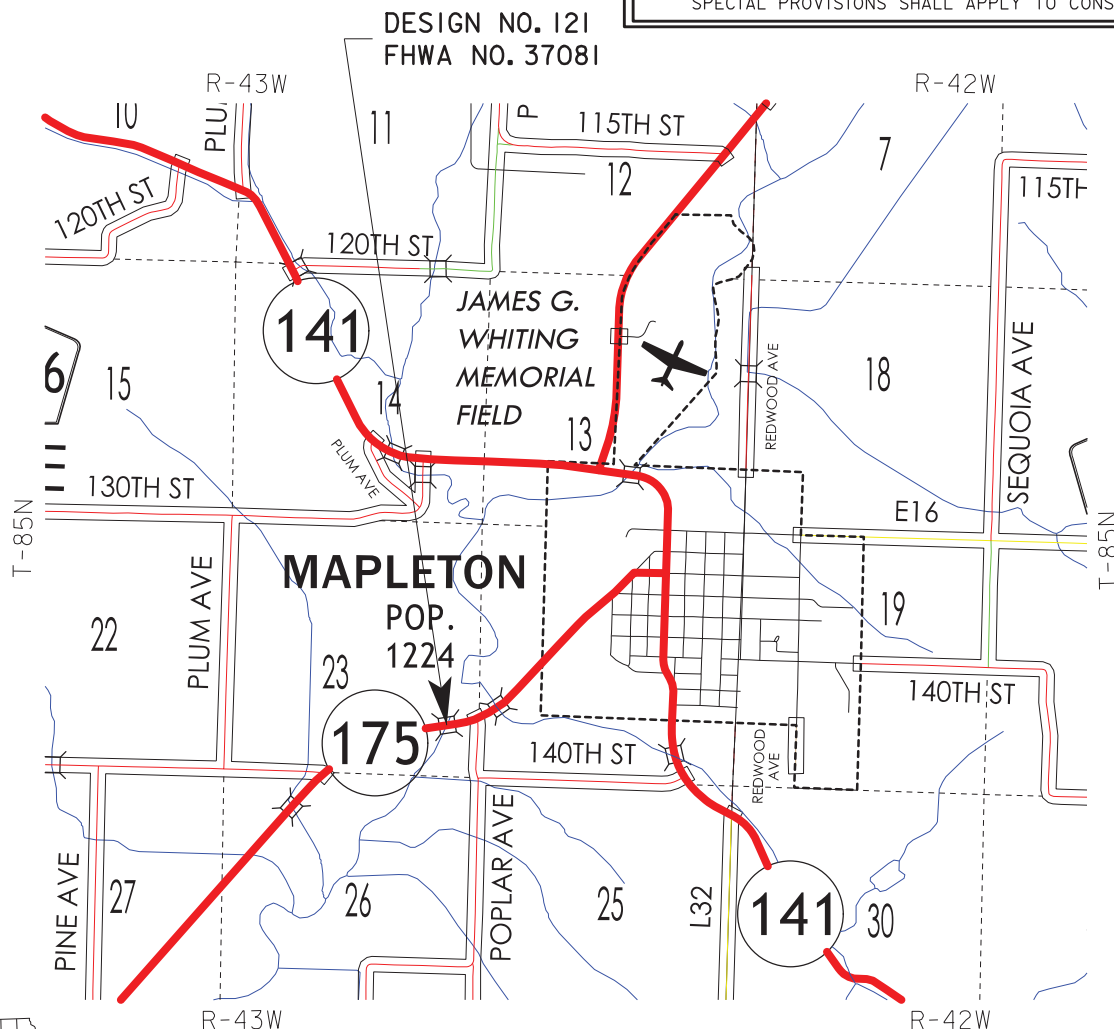 SPECIAL PROVISIONS SHALL APPLY TO CONS
DESIGN NO. 121
FHWA NO. 37081
R-43W
R-42W
10
PLU
11
P
115TH ST
7
12
115TH
120TH ST
120TH ST
141
JAMES G.
WHITING
MEMORIAL
FIELD
6
15
14
13
REDWOOD AVE
18
SEQUOIA AVE
PLUM AVE
130TH ST
E16
T-85N
T-85N
MAPLETON
POP.
1224
PLUM AVE
22
23
19
175
140TH ST
140TH ST
REDWOOD
AVE
PINE AVE
27
26
POPLAR AVE
25
L32
141
30
R-43W
R-42W